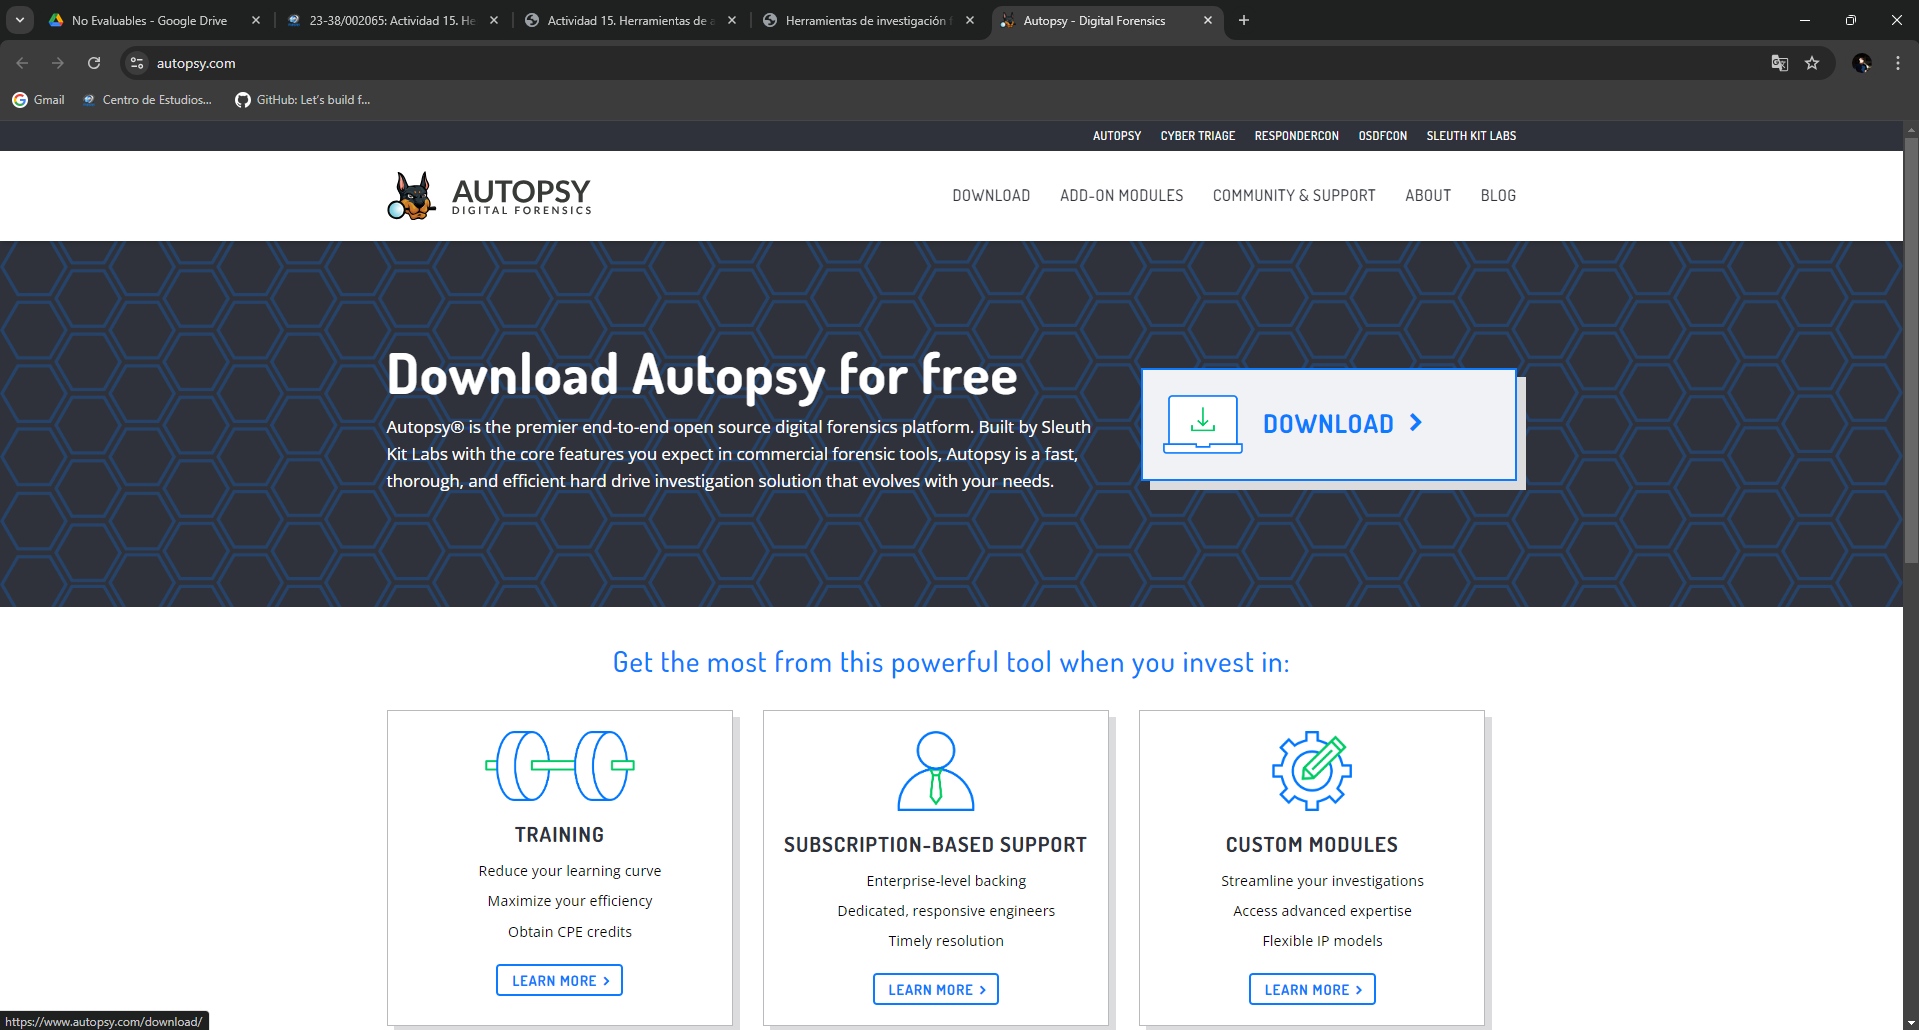 No Evaluables - Google Drive
23-38/002065: Actividad 15. He
Actividad 15. Herramientas de a
Herramientas de investigación f
Autopsy - Digital Forensics
autopsy.com
Gmail
Centro de Estudios...
GitHub: Let's build f...
AUTOPSY
CYBER TRIAGE
RESPONDERCON
OSDFCON
SLEUTH KIT LABS
AUTOPSY
DIGITAL FORENSICS
DOWNLOAD
ADD-ON MODULES
COMMUNITY & SUPPORT
ABOUT
BLOG
Download Autopsy for free
Autopsy® is the premier end-to-end open source digital forensics platform. Built by Sleuth
Kit Labs with the core features you expect in commercial forensic tools, Autopsy is a fast,
thorough, and efficient hard drive investigation solution that evolves with your needs.
DOWNLOAD
Get the most from this powerful tool when you invest in:
TRAINING
Reduce your learning curve
Maximize your efficiency
Obtain CPE credits
LEARN MORE
SUBSCRIPTION-BASED SUPPORT
Enterprise-level backing
Dedicated, responsive engineers
Timely resolution
LEARN MORE
CUSTOM MODULES
Streamline your investigations
Access advanced expertise
Flexible IP models
LEARN MORE
https://www.autopsy.com/download/